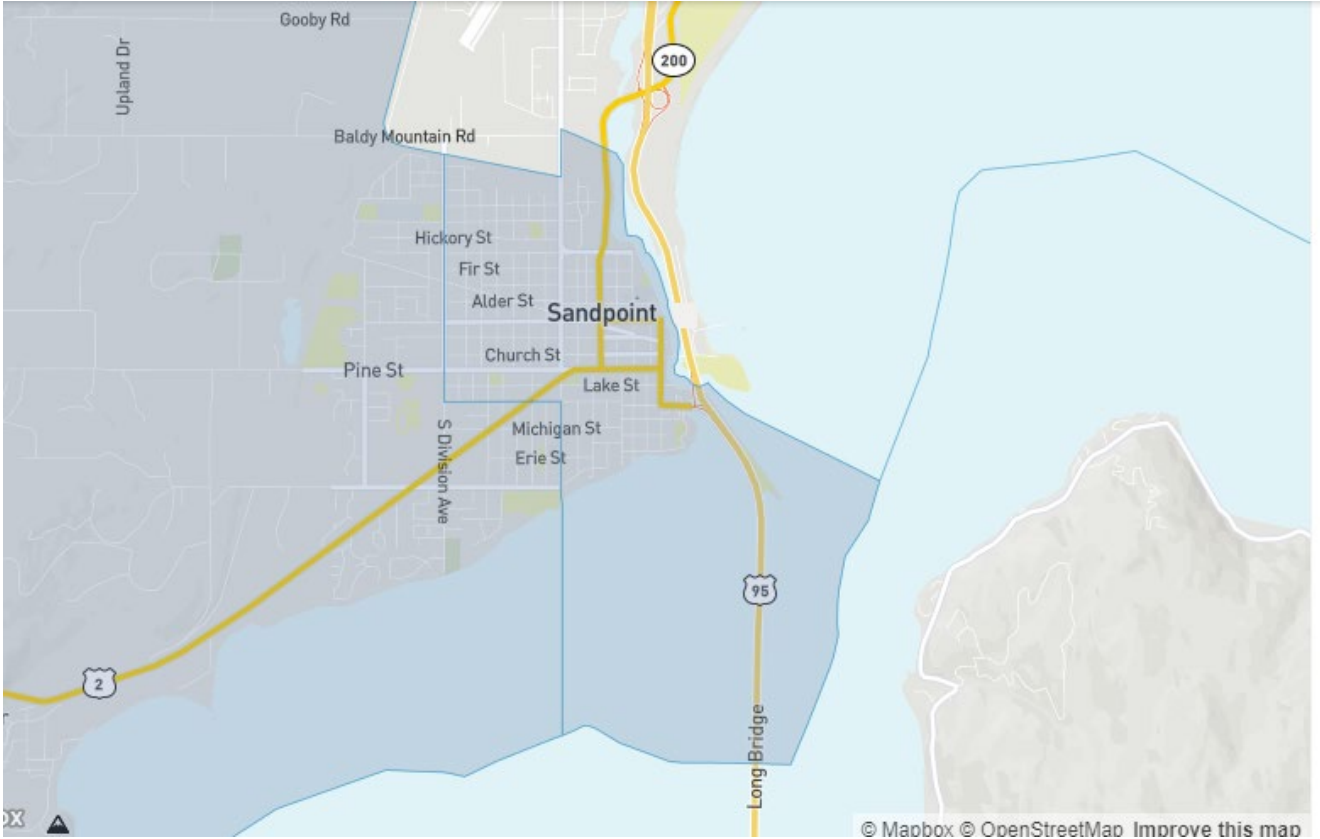 Gooby Rd
Upland Dr
200
Baldy Mountain Rd
Hickory St
Fir St
Alder St
Sandpoint
Church St
Pine St
Lake St
Michigan St
S Division Ave
Erie St
95
2
Long Bridge
© Mapbox © OpenStreetMap Improve this map